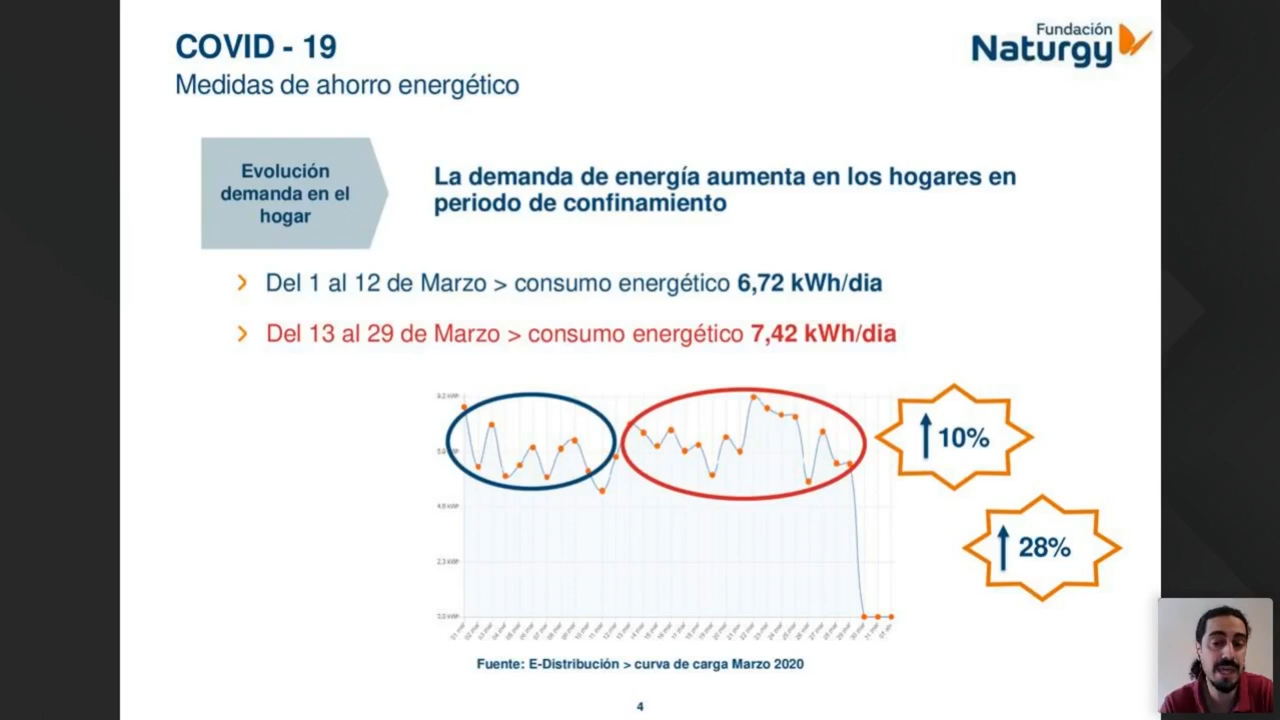 COVID - 19
Medidas de ahorro energético
Fundación
Naturgy
Evolución
demanda en el
hogar
La demanda de energía aumenta en los hogares en
periodo de confinamiento
Del 1 al 12 de Marzo > consumo energético 6,72 kWh/dia
Del 13 al 29 de Marzo > consumo energético 7,42 kWh/dia
10%
28%
Fuente: E-Distribución > curva de carga Marzo 2020
4